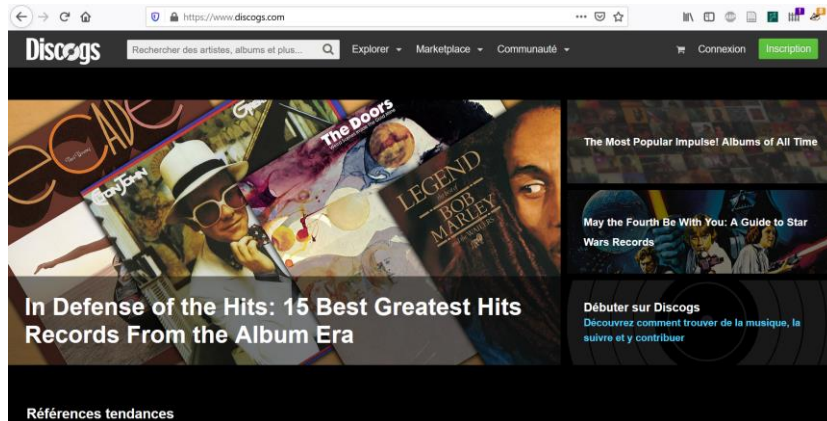 https://www.discogs.com
Discogs
Rechercher des artistes, albums et plus...
Explorer
Marketplace
Communauté
Connexion
Inscription
ECADE
ELTON JOHN
The Doors
LEGEND
BOB MARLEY
The Most Popular Impulse! Albums of All Time
May the Fourth Be With You: A Guide to Star
Wars Records
In Defense of the Hits: 15 Best Greatest Hits
Records From the Album Era
Débuter sur Discogs
Découvrez comment trouver de la musique, la
suivre et y contribuer
Références tendances